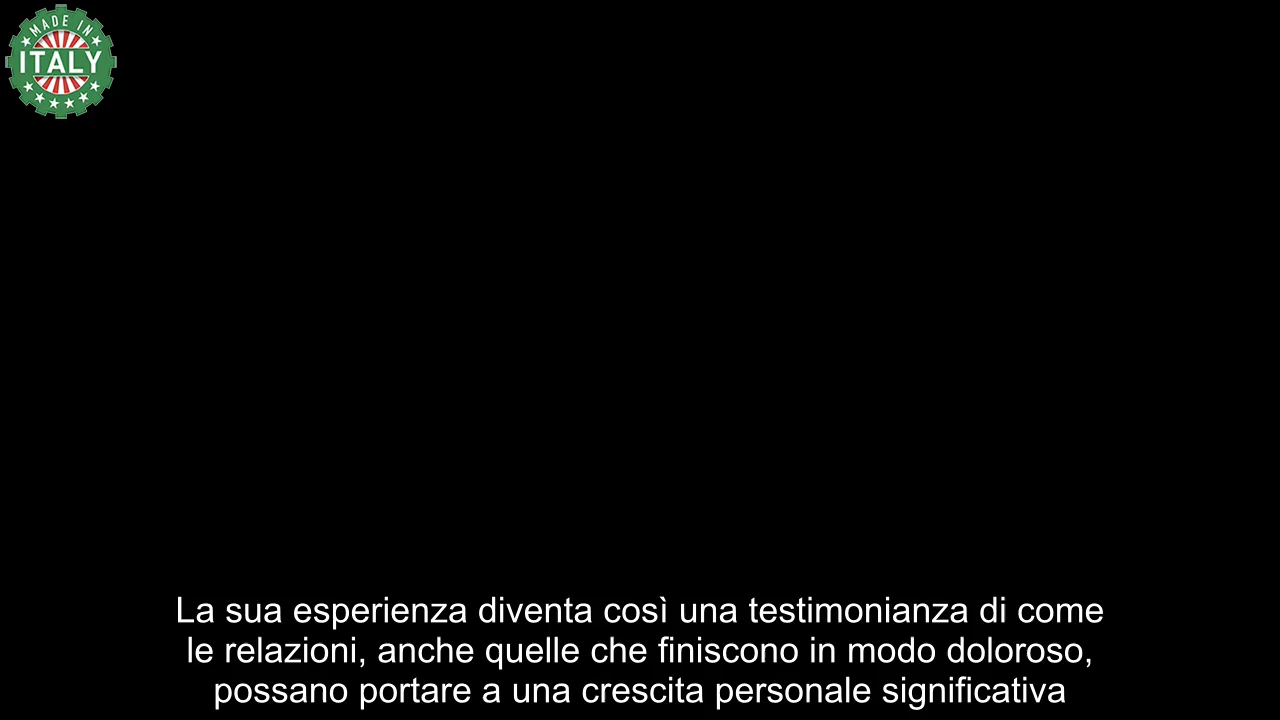 MADE IN
ITALY
La sua esperienza diventa così una testimonianza di come
le relazioni, anche quelle che finiscono in modo doloroso,
possano portare a una crescita personale significativa